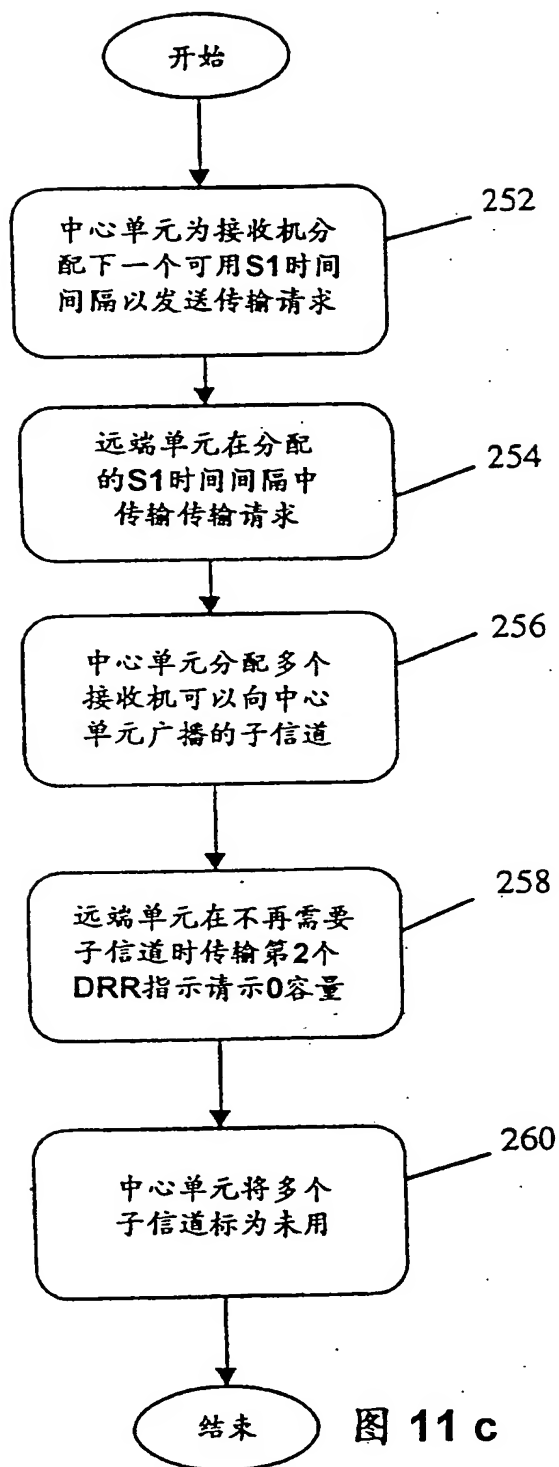 开始
252
中心单元为接收机分
配下一个可用S1时间
间隔以发送传输请求
254
远端单元在分配
的S1时间间隔中
传输传输请求
256
中心单元分配多个
接收机可以向中心
单元广播的子信道
258
远端单元在不再需要
子信道时传输第2个
DRR指示请示0容量
260
中心单元将多个
子信道标为未用
结束
图 11 c